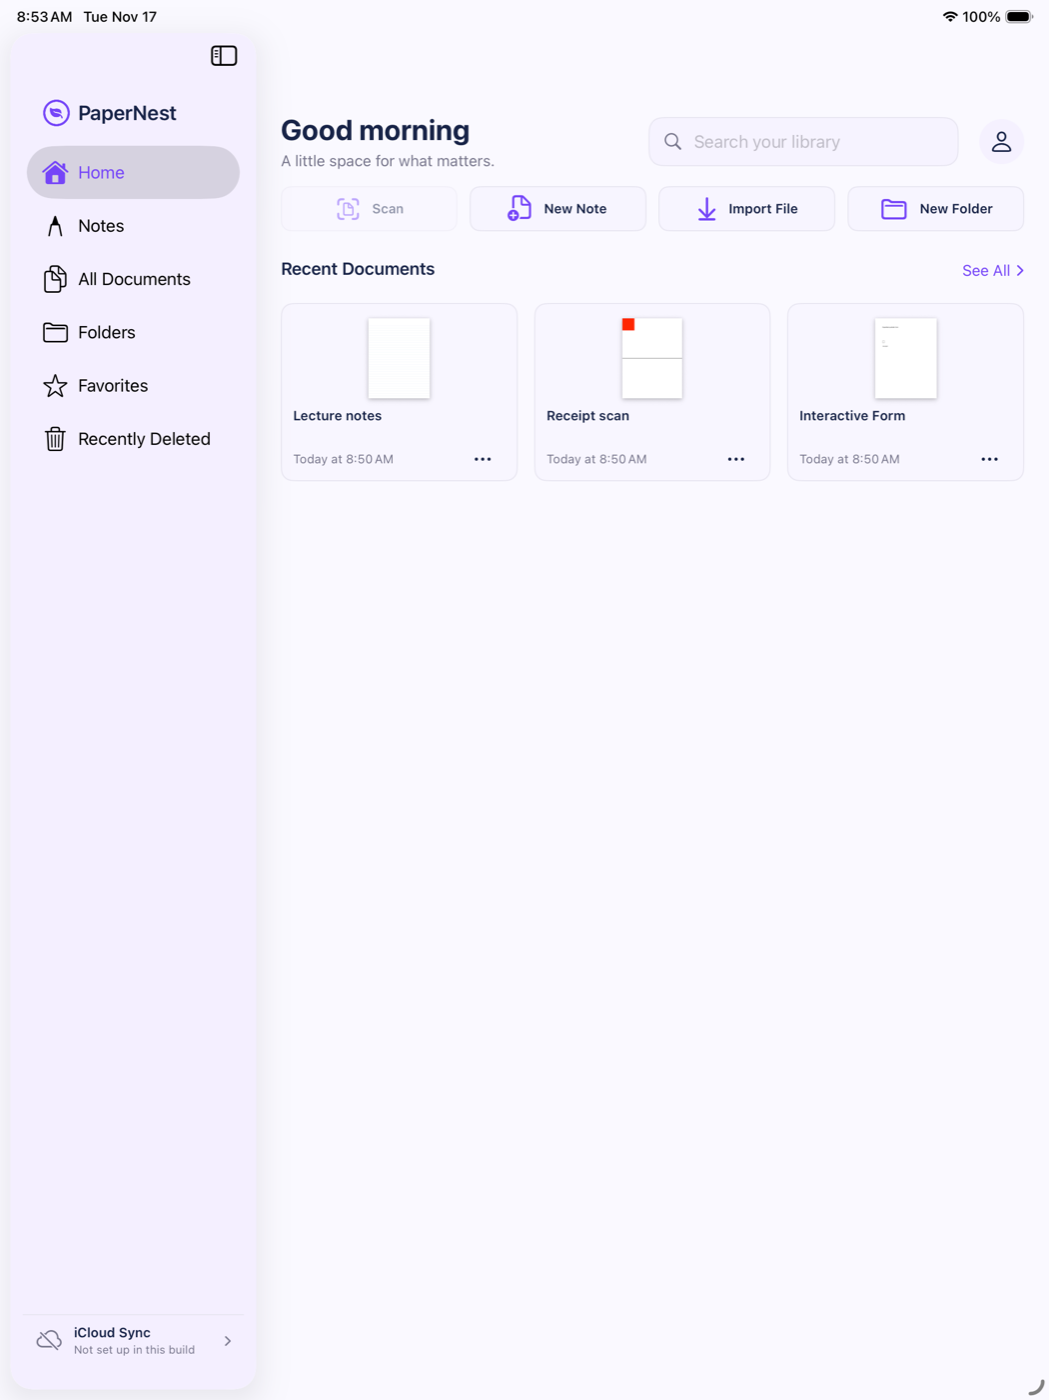 8:53 AM Tue Nov 17
100%
PaperNest
Home
Notes
All Documents
Folders
Favorites
Recently Deleted
iCloud Sync
Not set up in this build
Good morning
A little space for what matters.
Search your library
Scan
New Note
Import File
New Folder
Recent Documents
See All
Lecture notes
Today at 8:50 AM
Receipt scan
Today at 8:50 AM
Interactive Form
Today at 8:50 AM